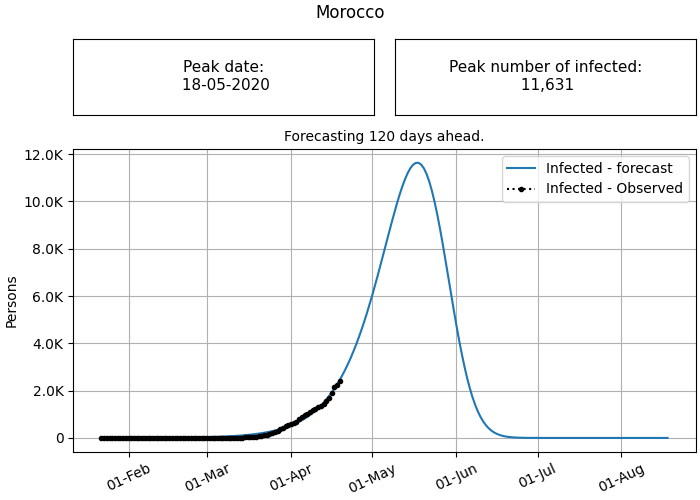 Morocco
Peak date:
18-05-2020
Peak number of infected:
11,631
Forecasting 120 days ahead.
Infected - forecast
Infected - Observed
12.0K
10.0K
8.0K
6.0K
4.0K
2.0K
0
Persons
01-Feb
01-Mar
01-Apr
01-May
01-Jun
01-Jul
01-Aug